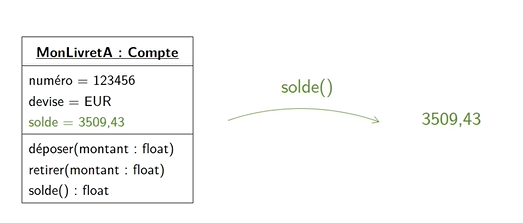 MonLivretA : Compte
numéro = 123456
devise = EUR
solde = 3509,43
déposer(montant : float)
retirer(montant : float)
solde() : float
solde()
3509,43